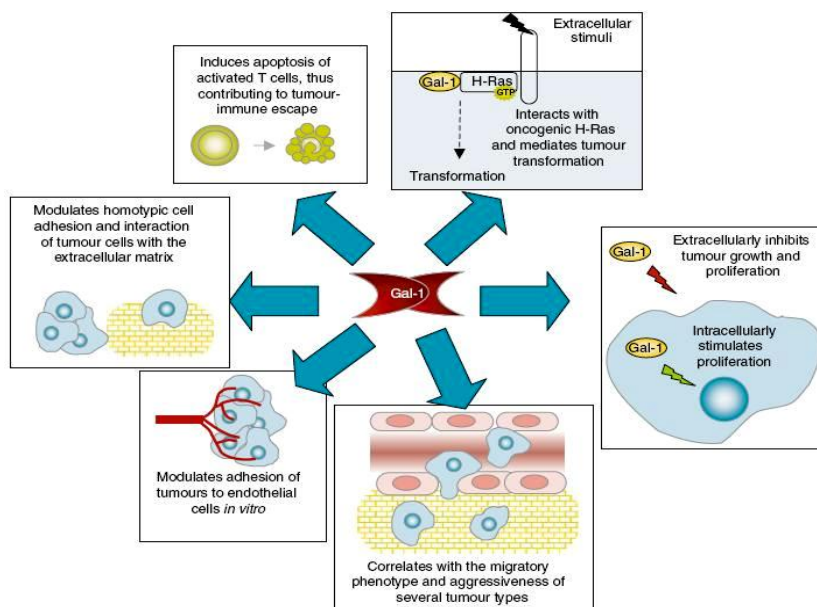 Induces apoptosis of
activated T cells, thus
contributing to tumour-
immune escape
Extracellular
stimuli
Gal-1
H-Ras
GTP
Interacts with
oncogenic H-Ras
and mediates tumour
transformation
Transformation
Modulates homotypic cell
adhesion and interaction
of tumour cells with the
extracellular matrix
Gal-1
Gal-1
Extracellularly inhibits
tumour growth and
proliferation
Intracellularly
stimulates
proliferation
Gal-1
Modulates adhesion of
tumours to endothelial
cells in vitro
Correlates with the migratory
phenotype and aggressiveness of
several tumour types